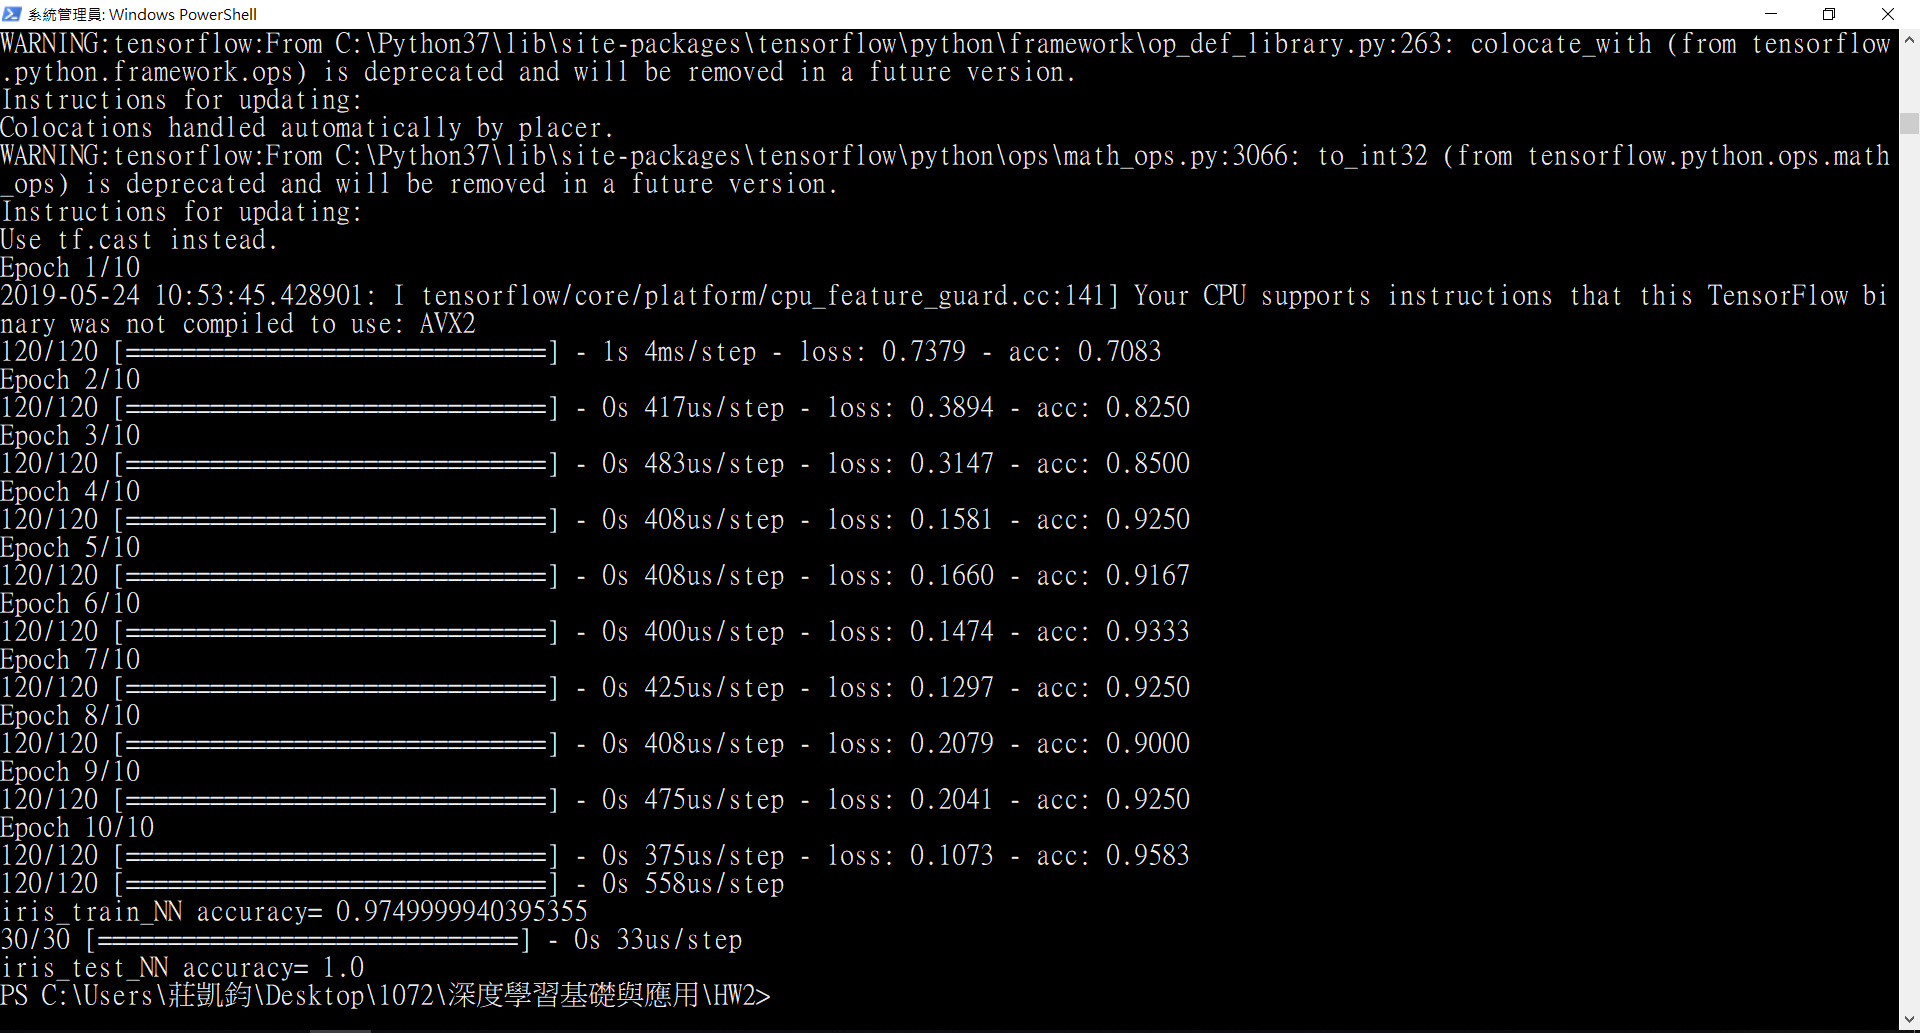 系統管理員: Windows PowerShell
WARNING:tensorflow:From C:\Python37\lib\site-packages\tensorflow\python\framework\op_def_library.py:263: colocate_with (from tensorflow
.python.framework.ops) is deprecated and will be removed in a future version.
Instructions for updating:
Colocations handled automatically by placer.
WARNING:tensorflow:From C:\Python37\lib\site-packages\tensorflow\python\ops\math_ops.py:3066: to_int32 (from tensorflow.python.ops.math
_ops) is deprecated and will be removed in a future version.
Instructions for updating:
Use tf.cast instead.
Epoch 1/10
2019-05-24 10:53:45.428901: I tensorflow/core/platform/cpu_feature_guard.cc:141] Your CPU supports instructions that this TensorFlow bi
nary was not compiled to use: AVX2
120/120 [==============================] - 1s 4ms/step - loss: 0.7379 - acc: 0.7083
Epoch 2/10
120/120 [==============================] - 0s 417us/step - loss: 0.3894 - acc: 0.8250
Epoch 3/10
120/120 [==============================] - 0s 483us/step - loss: 0.3147 - acc: 0.8500
Epoch 4/10
120/120 [==============================] - 0s 408us/step - loss: 0.1581 - acc: 0.9250
Epoch 5/10
120/120 [==============================] - 0s 408us/step - loss: 0.1660 - acc: 0.9167
Epoch 6/10
120/120 [==============================] - 0s 400us/step - loss: 0.1474 - acc: 0.9333
Epoch 7/10
120/120 [==============================] - 0s 425us/step - loss: 0.1297 - acc: 0.9250
Epoch 8/10
120/120 [==============================] - 0s 408us/step - loss: 0.2079 - acc: 0.9000
Epoch 9/10
120/120 [==============================] - 0s 475us/step - loss: 0.2041 - acc: 0.9250
Epoch 10/10
120/120 [==============================] - 0s 375us/step - loss: 0.1073 - acc: 0.9583
120/120 [==============================] - 0s 558us/step
iris_train_NN accuracy= 0.9749999940395355
30/30 [==============================] - 0s 33us/step
iris_test_NN accuracy= 1.0
PS C:\Users\莊凱鈞\Desktop\1072\深度學習基礎與應用\HW2>